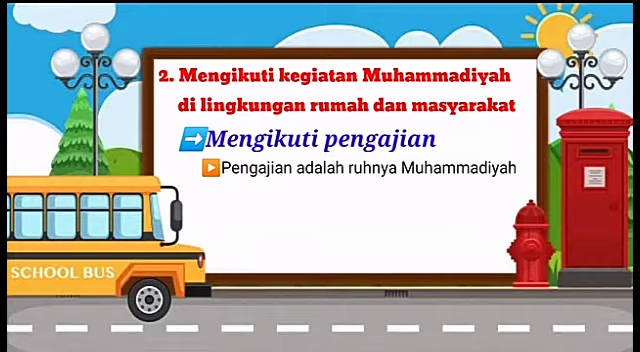 2. Mengikuti kegiatan Muhammadiyah
di lingkungan rumah dan masyarakat
➡Mengikuti pengajian
▶Pengajian adalah ruhnya Muhammadiyah
SCHOOL BUS